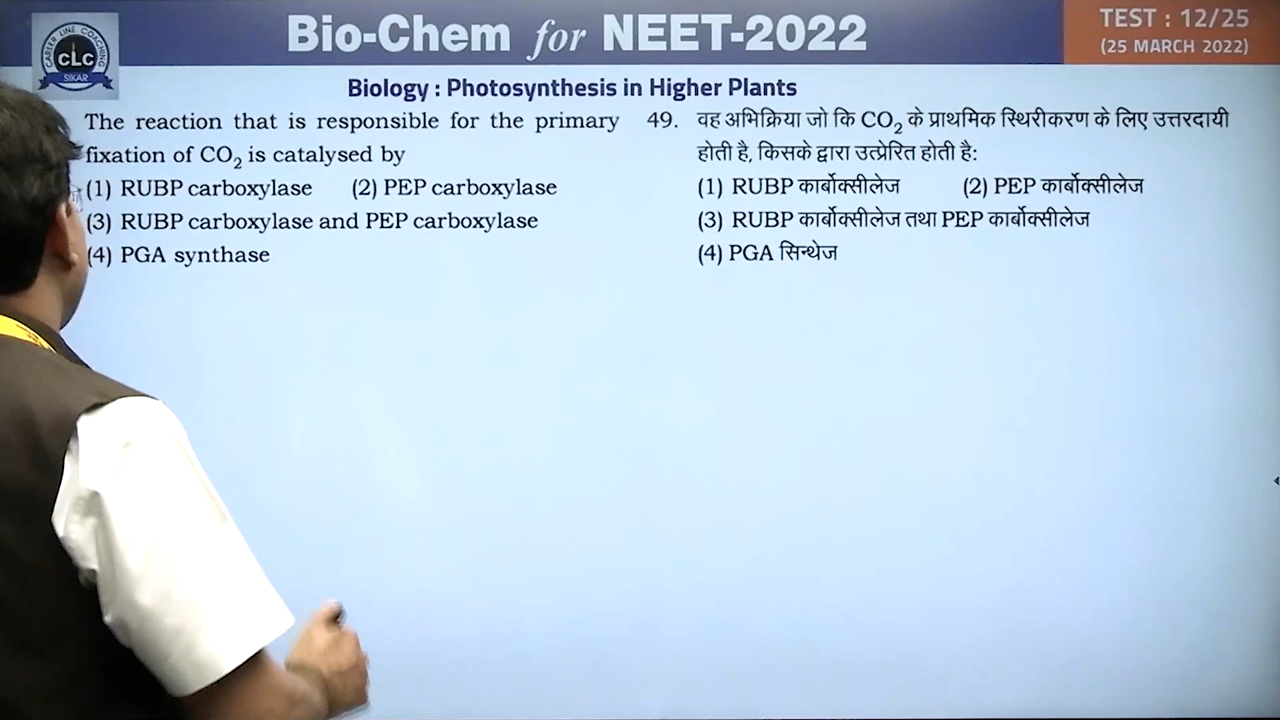 Bio-Chem for NEET-2022
TEST : 12/25
(25 MARCH 2022)
CAREER LINE COACHING
CLC
SIKAR
Biology : Photosynthesis in Higher Plants
The reaction that is responsible for the primary
fixation of CO₂ is catalysed by
(1) RUBP carboxylase (2) PEP carboxylase
(3) RUBP carboxylase and PEP carboxylase
(4) PGA synthase
49. वह अभिक्रिया जो कि CO₂ के प्राथमिक स्थिरीकरण के लिए उत्तरदायी
होती है, किसके द्वारा उत्प्रेरित होती है:
(1) RUBP कार्बोक्सीलेज (2) PEP कार्बोक्सीलेज
(3) RUBP कार्बोक्सीलेज तथा PEP कार्बोक्सीलेज
(4) PGA सिन्थेज